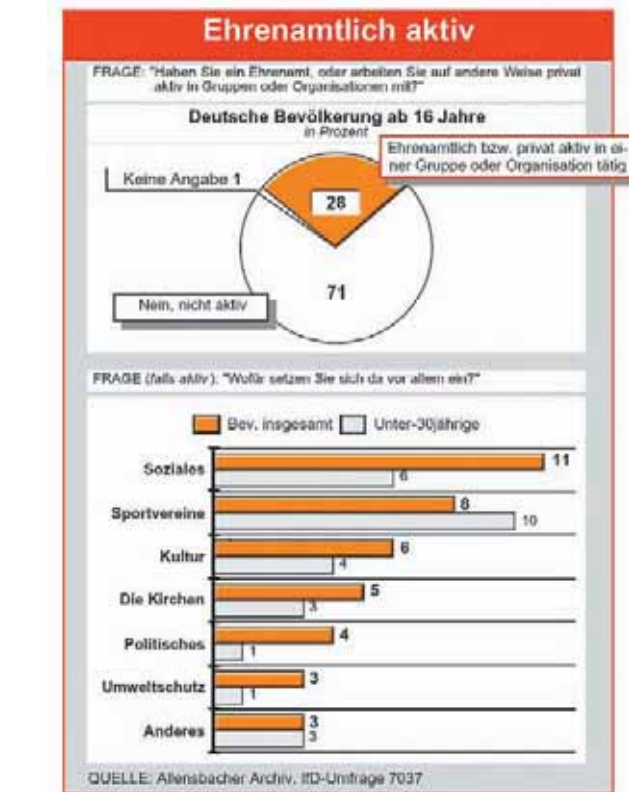 Ehrenamtlich aktiv
FRAGE: "Haben Sie ein Ehrenamt, oder arbeiten Sie auf andere Weise privat
aktiv in Gruppen oder Organisationen mit?"
Deutsche Bevölkerung ab 16 Jahre
in Prozent
Ehrenamtlich bzw. privat aktiv in ei-
ner Gruppe oder Organisation tätig
Keine Angabe 1
28
71
Nein, nicht aktiv
FRAGE (falls aktiv): "Wofür setzen Sie sich da vor allem ein?"
Bev. insgesamt Unter-30jährige
Soziales 11
6
Sportvereine 8
10
Kultur 6
4
Die Kirchen 5
3
Politisches 4
1
Umweltschutz 3
1
Anderes 3
3
QUELLE: Allensbacher Archiv, IfD-Umfrage 7037